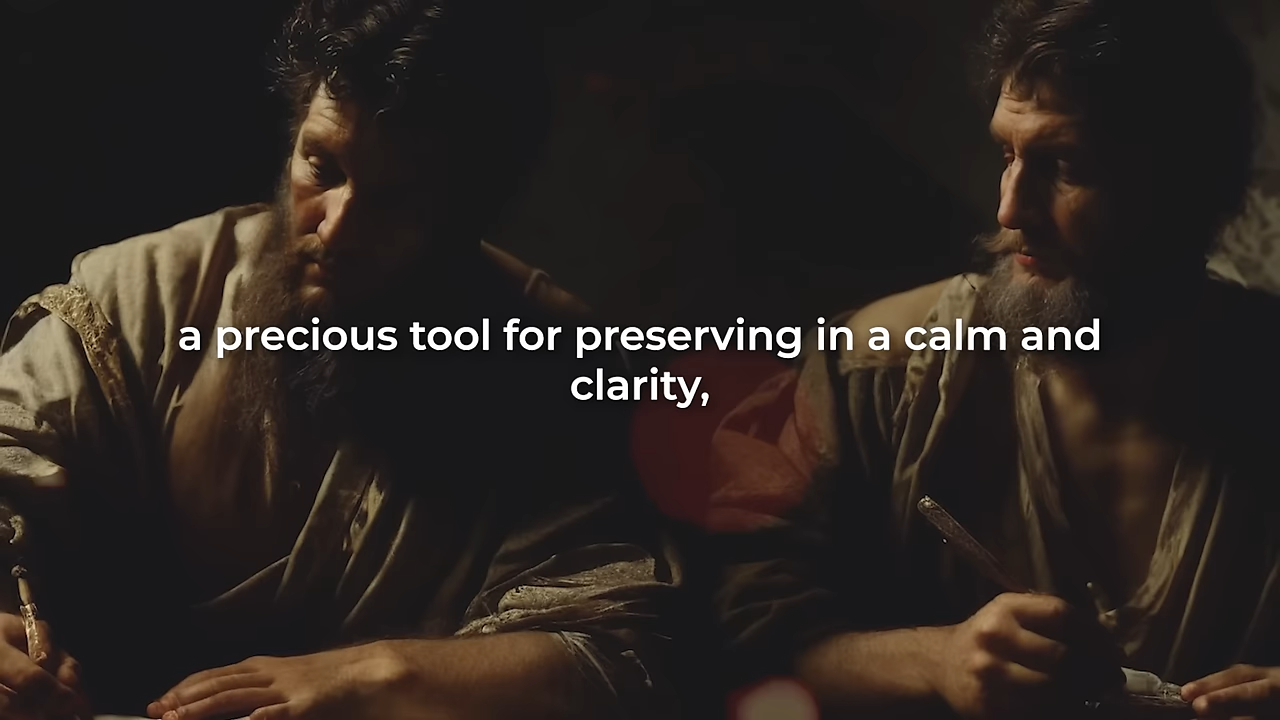 a precious tool for preserving in a calm and
clarity,